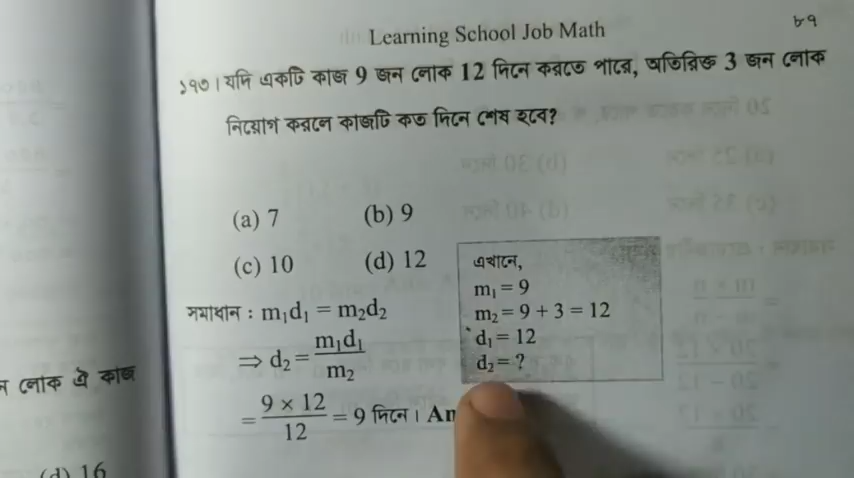 Learning School Job Math
৮৭
১৭৩। যদি একটি কাজ 9 জন লোক 12 দিনে করতে পারে, অতিরিক্ত 3 জন লোক
নিয়োগ করলে কাজটি কত দিনে শেষ হবে?
(a) 7 (b) 9
(c) 10 (d) 12
এখানে,
m₁ = 9
m₂ = 9 + 3 = 12
d₁ = 12
d₂ = ?
সমাধান : m₁d₁ = m₂d₂
⇒ d₂ = m₁d₁ / m₂
= 9 × 12 / 12 = 9 দিনে। An
লোক ঐ কাজ
(d) 16